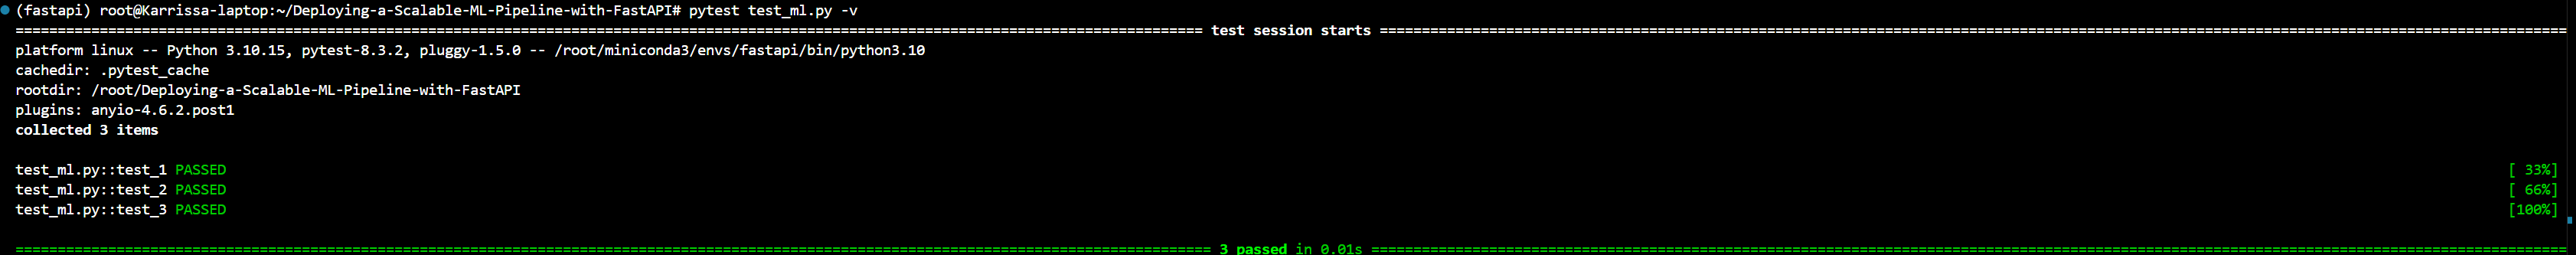 (fastapi) root@Karrissa-laptop:~/Deploying-a-Scalable-ML-Pipeline-with-FastAPI# pytest test_ml.py -v
============================================================ test session starts ============================================================
platform linux -- Python 3.10.15, pytest-8.3.2, pluggy-1.5.0 -- /root/miniconda3/envs/fastapi/bin/python3.10
cachedir: .pytest_cache
rootdir: /root/Deploying-a-Scalable-ML-Pipeline-with-FastAPI
plugins: anyio-4.6.2.post1
collected 3 items
test_ml.py::test_1 PASSED [ 33%]
test_ml.py::test_2 PASSED [ 66%]
test_ml.py::test_3 PASSED [100%]
============================================================ 3 passed in 0.01s ============================================================